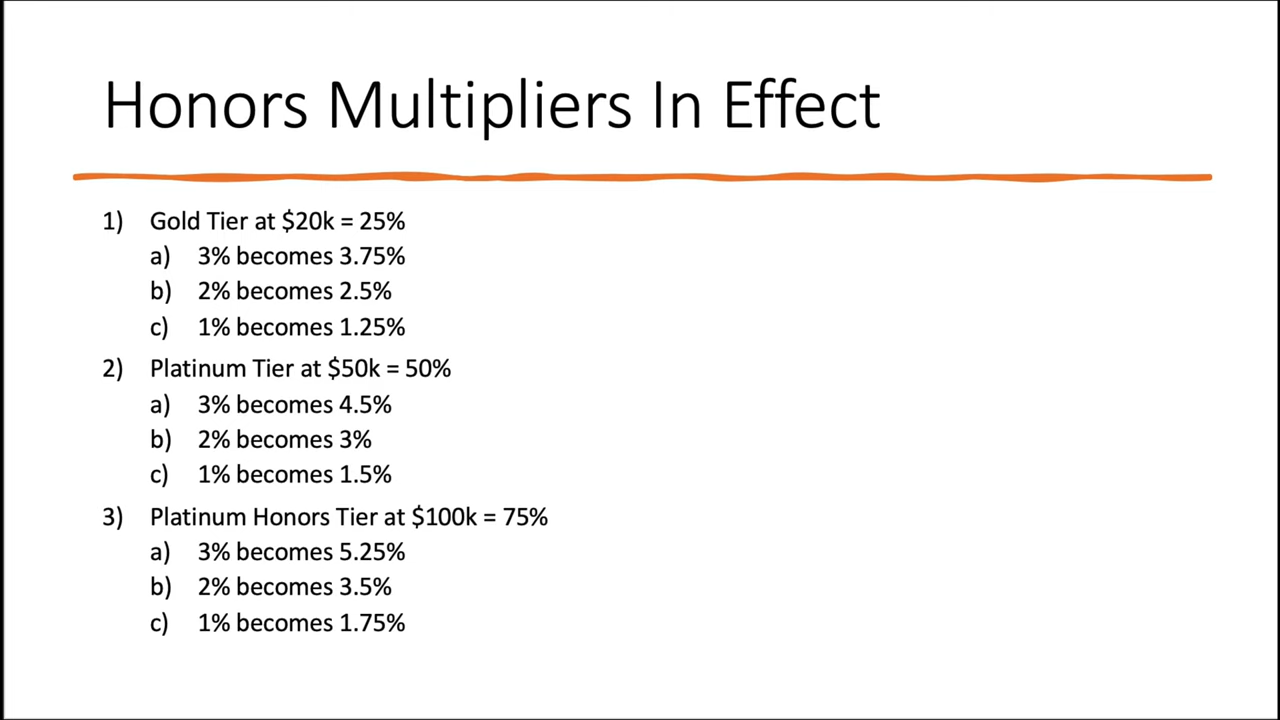 Honors Multipliers In Effect
1) Gold Tier at $20k = 25%
a) 3% becomes 3.75%
b) 2% becomes 2.5%
c) 1% becomes 1.25%
2) Platinum Tier at $50k = 50%
a) 3% becomes 4.5%
b) 2% becomes 3%
c) 1% becomes 1.5%
3) Platinum Honors Tier at $100k = 75%
a) 3% becomes 5.25%
b) 2% becomes 3.5%
c) 1% becomes 1.75%